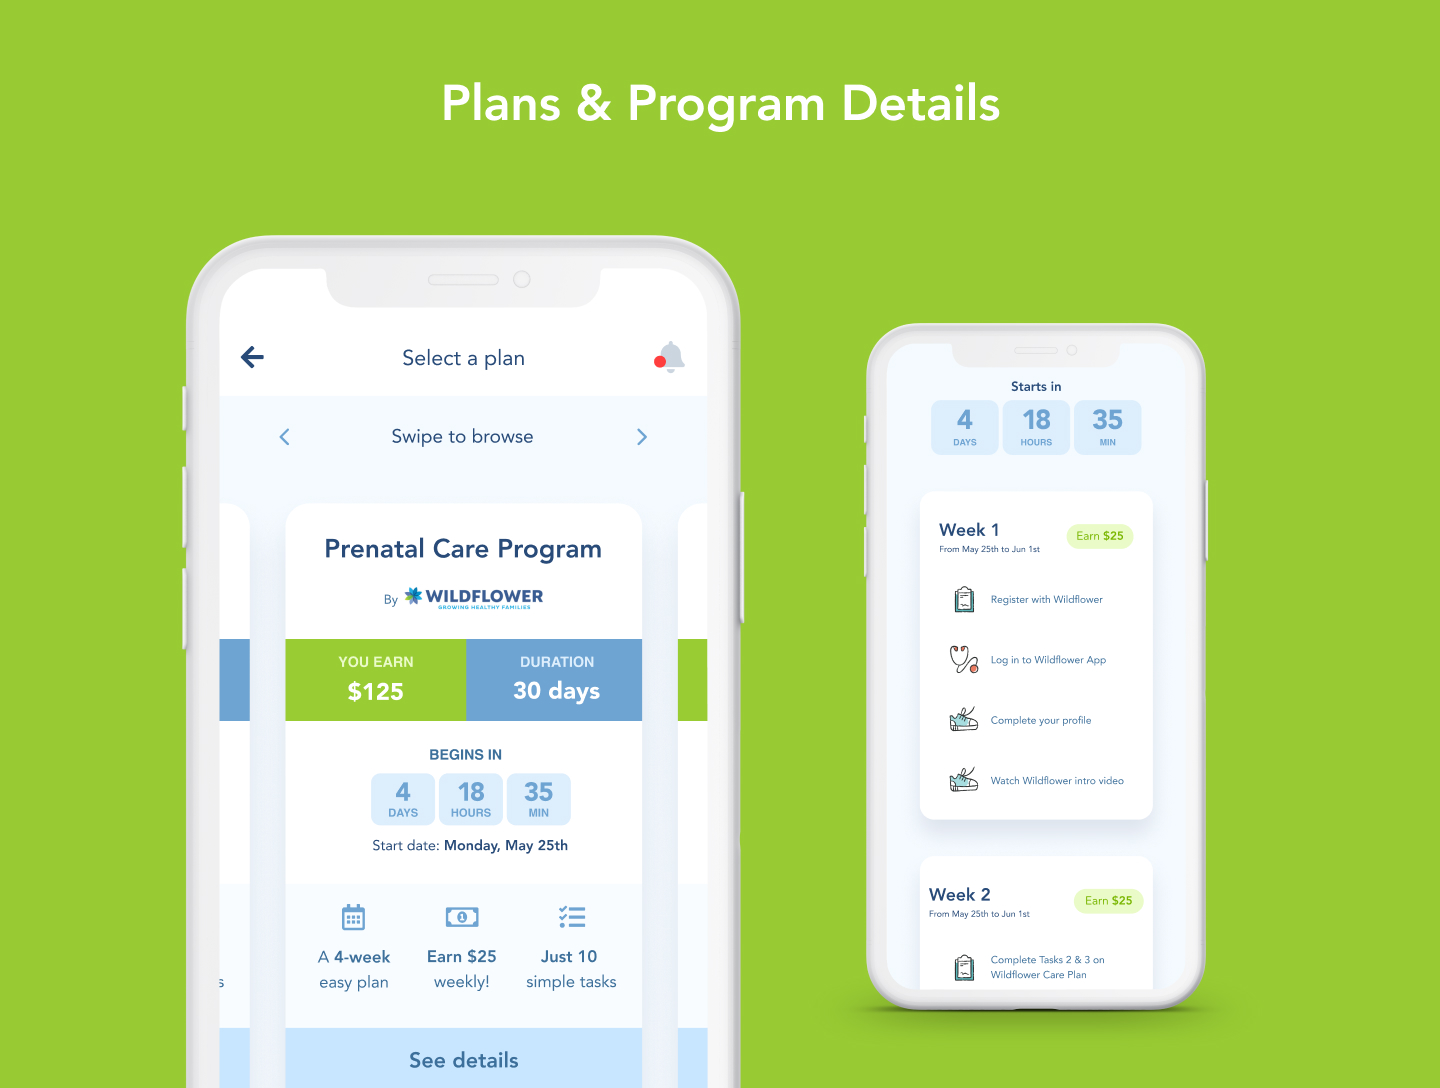 Plans & Program Details
Select a plan
Swipe to browse
Prenatal Care Program
By WILDFLOWER
GROWING HEALTHY FAMILIES
YOU EARN
$125
DURATION
30 days
BEGINS IN
4 18 35
DAYS HOURS MIN
Start date: Monday, May 25th
A 4-week
easy plan
Earn $25
weekly!
Just 10
simple tasks
s
See details
Starts in
4 18 35
DAYS HOURS MIN
Week 1
From May 25th to Jun 1st
Earn $25
Register with Wildflower
Log in to Wildflower App
Complete your profile
Watch Wildflower intro video
Week 2
From May 25th to Jun 1st
Earn $25
Complete Tasks 2 & 3 on
Wildflower Care Plan